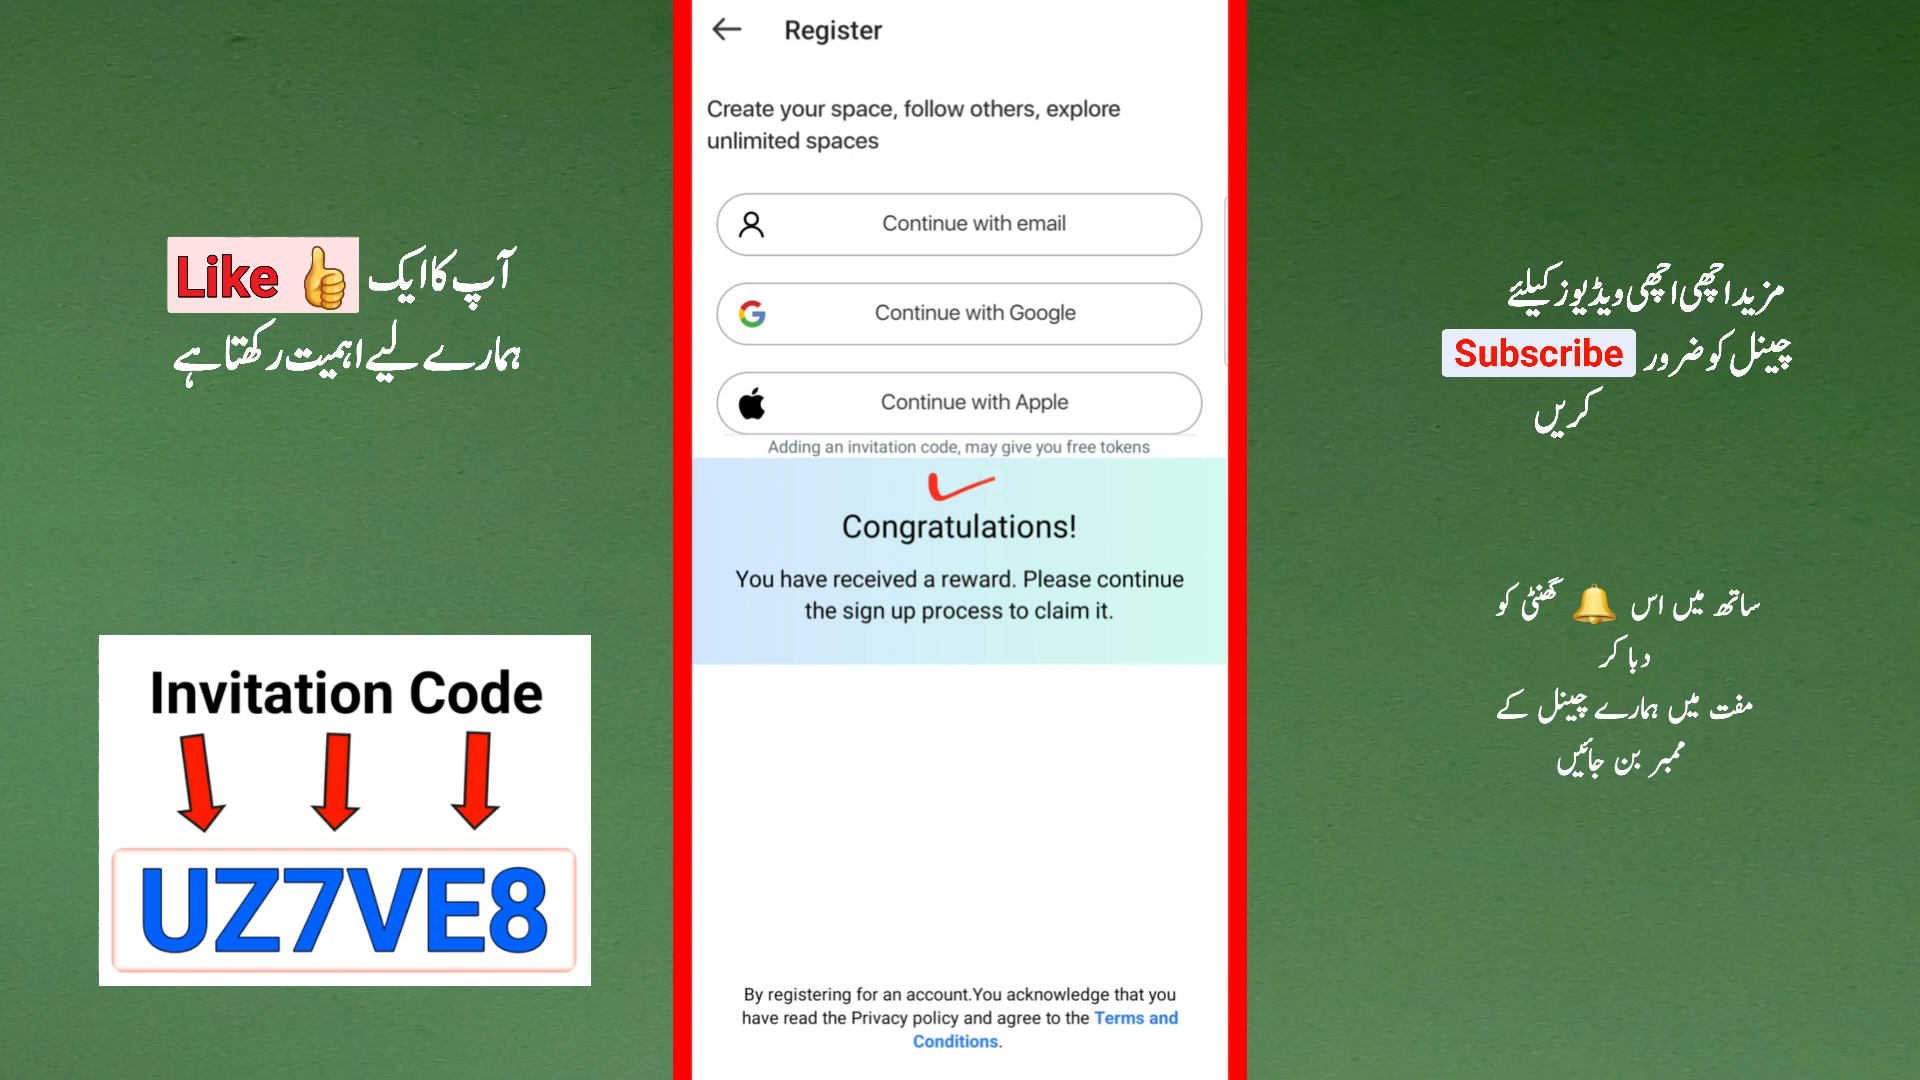 آپ کا ایک Like 👍
ہمارے لیے اہمیت رکھتا ہے
Invitation Code
UZ7VE8
Register
Create your space, follow others, explore
unlimited spaces
Continue with email
Continue with Google
Continue with Apple
Adding an invitation code, may give you free tokens
Congratulations!
You have received a reward. Please continue
the sign up process to claim it.
By registering for an account.You acknowledge that you
have read the Privacy policy and agree to the Terms and
Conditions.
مزید اچھی اچھی ویڈیوز کیلئے
چینل کو ضرور Subscribe
کریں
ساتھ میں اس 🔔 گھنٹی کو
دبا کر
مفت میں ہمارے چینل کے
ممبر بن جائیں